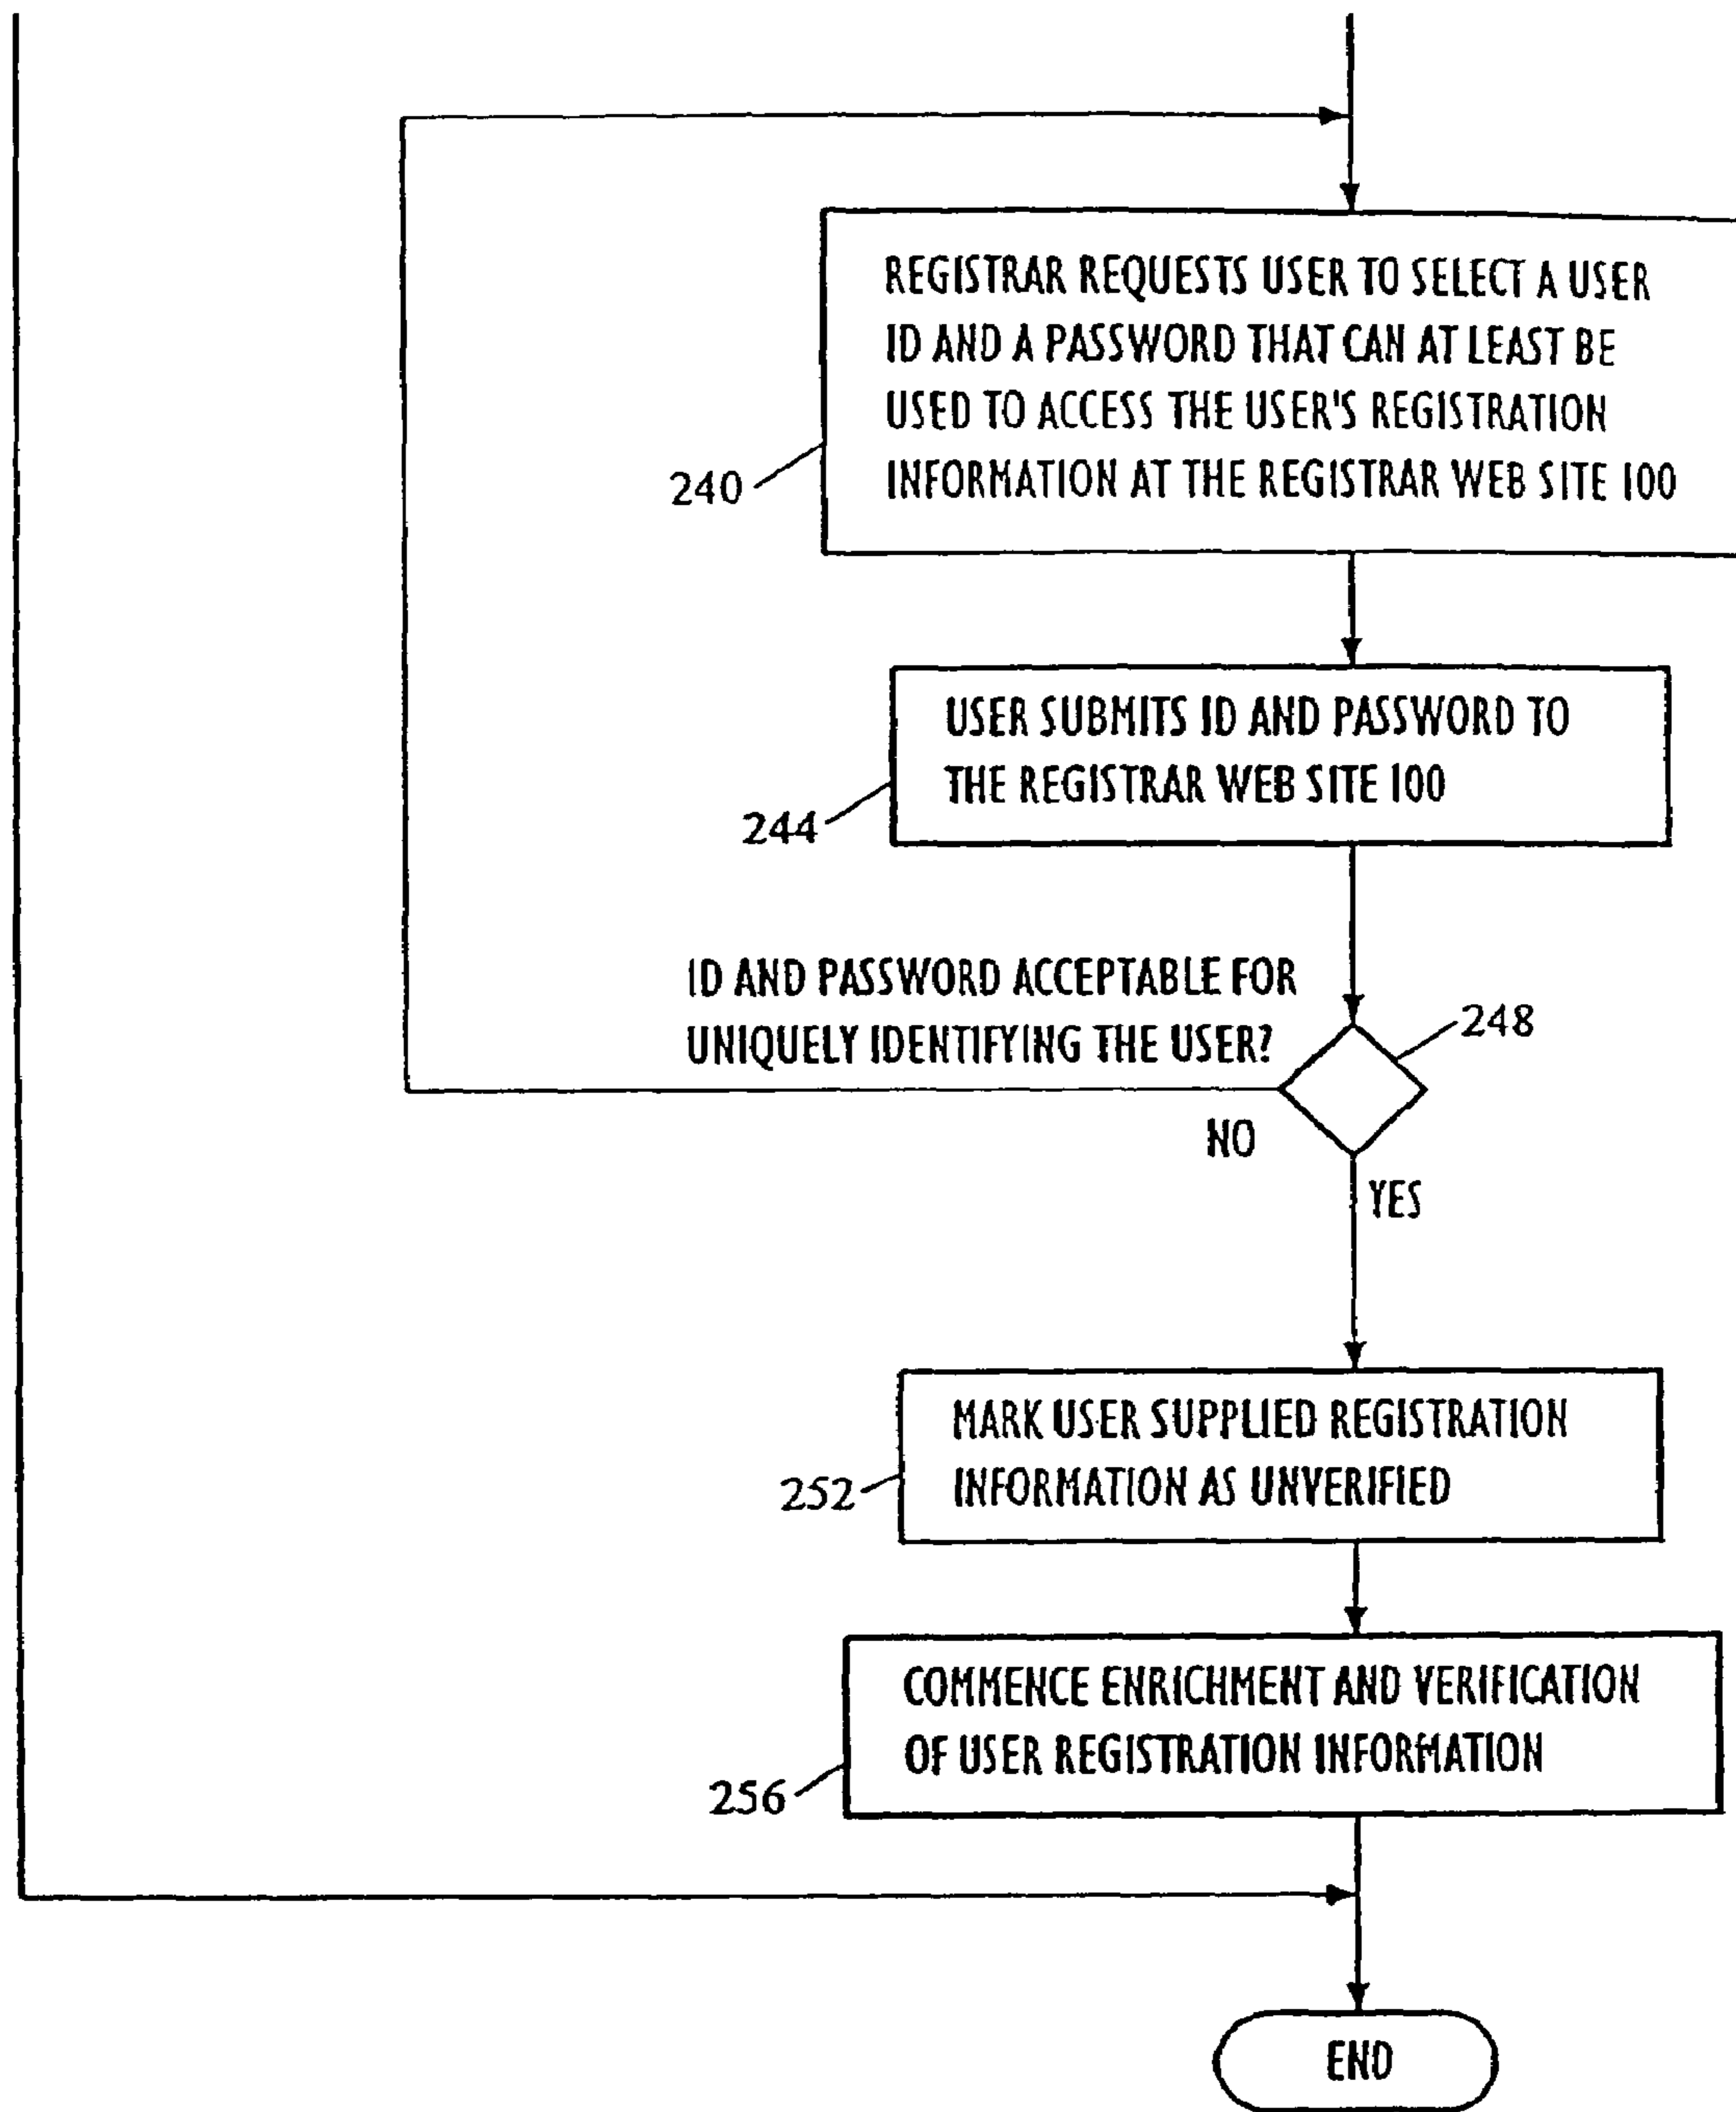 REGISTRAR REQUESTS USER TO SELECT A USER
ID AND A PASSWORD THAT CAN AT LEAST BE
USED TO ACCESS THE USER'S REGISTRATION
INFORMATION AT THE REGISTRAR WEB SITE 100
240
USER SUBMITS ID AND PASSWORD TO
THE REGISTRAR WEB SITE 100
244
ID AND PASSWORD ACCEPTABLE FOR
UNIQUELY IDENTIFYING THE USER?
248
NO
YES
MARK USER SUPPLIED REGISTRATION
INFORMATION AS UNVERIFIED
252
COMMENCE ENRICHMENT AND VERIFICATION
OF USER REGISTRATION INFORMATION
256
END